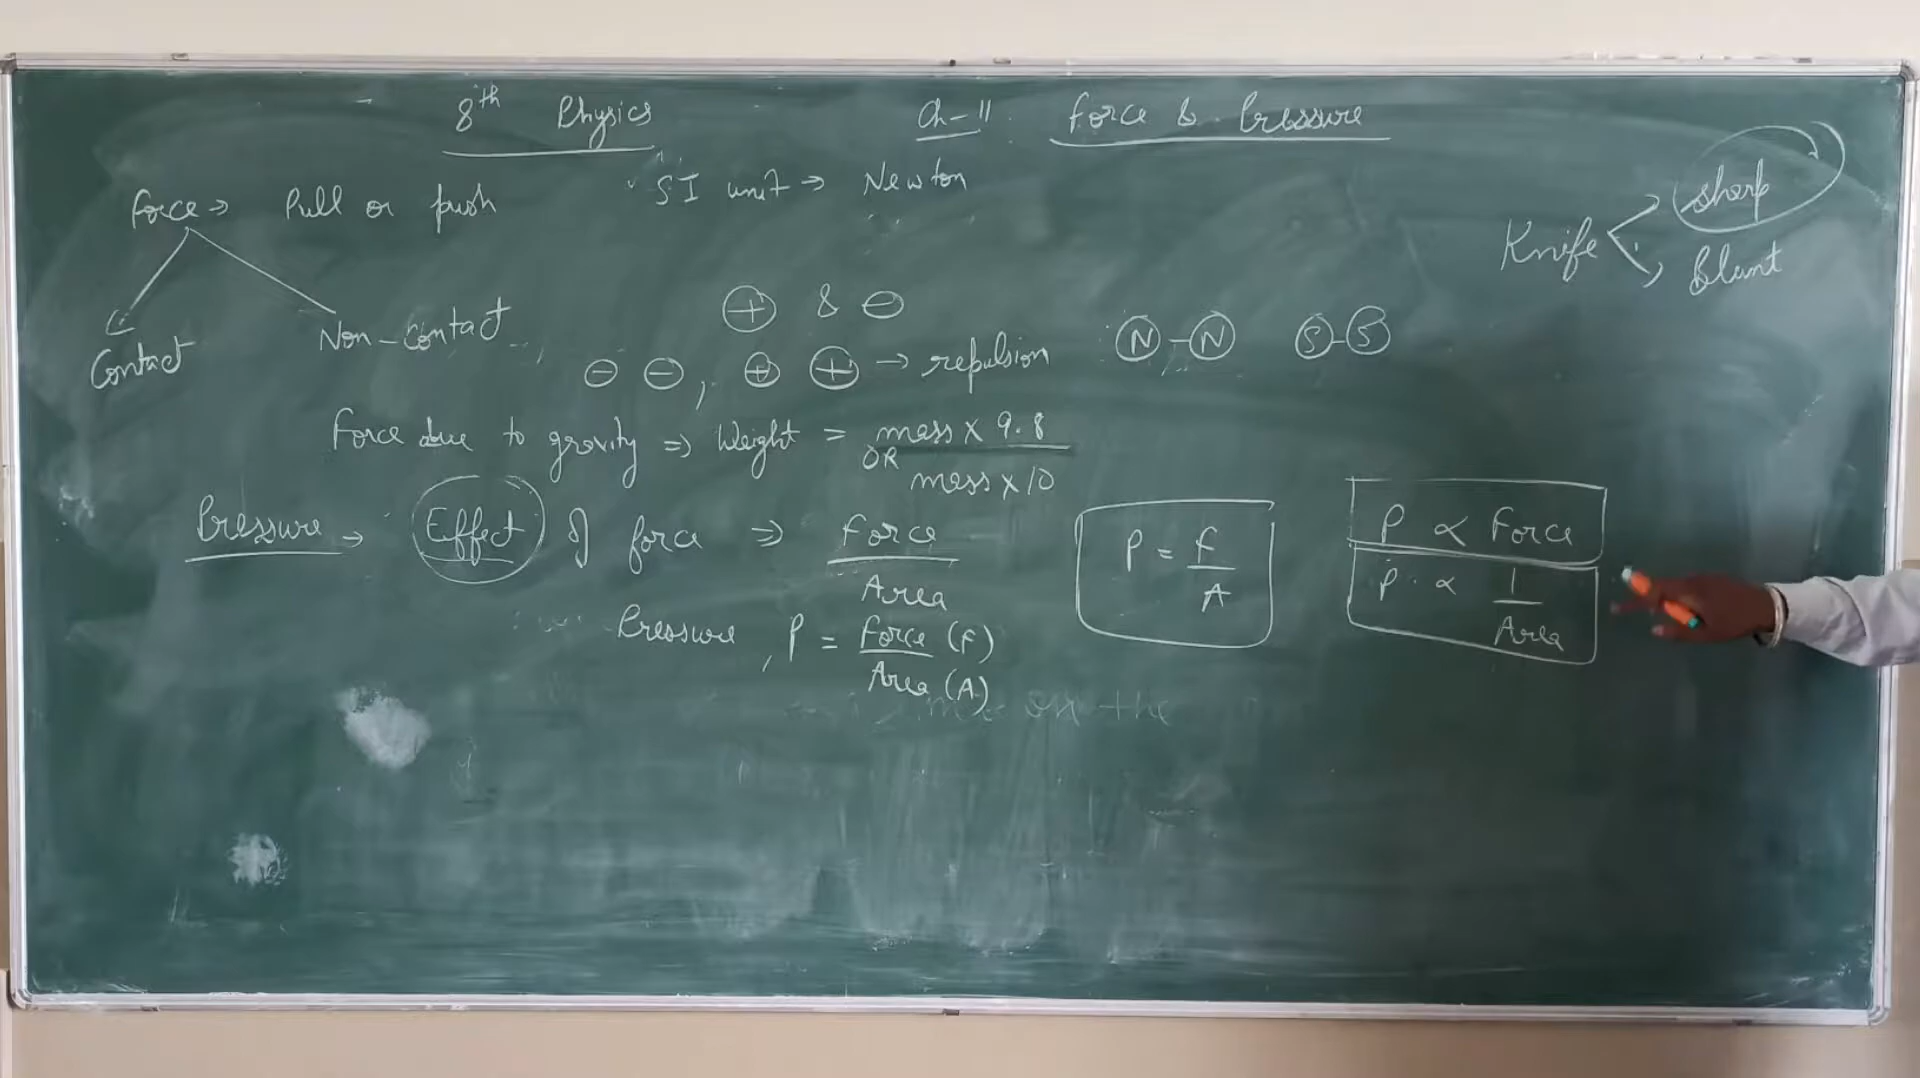 8th Physics Ch-11 Force & Pressure
SI unit → Newton
Force → Pull or push
Knife
sharp
Blunt
Contact
Non-contact
⊕ & ⊖
⊖ ⊖, ⊕ ⊕ → repulsion
N - N S - S
Force due to gravity ⇒ Weight = mass x 9.8
OR
mass x 10
Pressure → Effect of force ⇒ Force
Area
P = F
A
P ∝ Force
P ∝ 1
Area
Pressure, P = Force (F)
Area (A)
on the